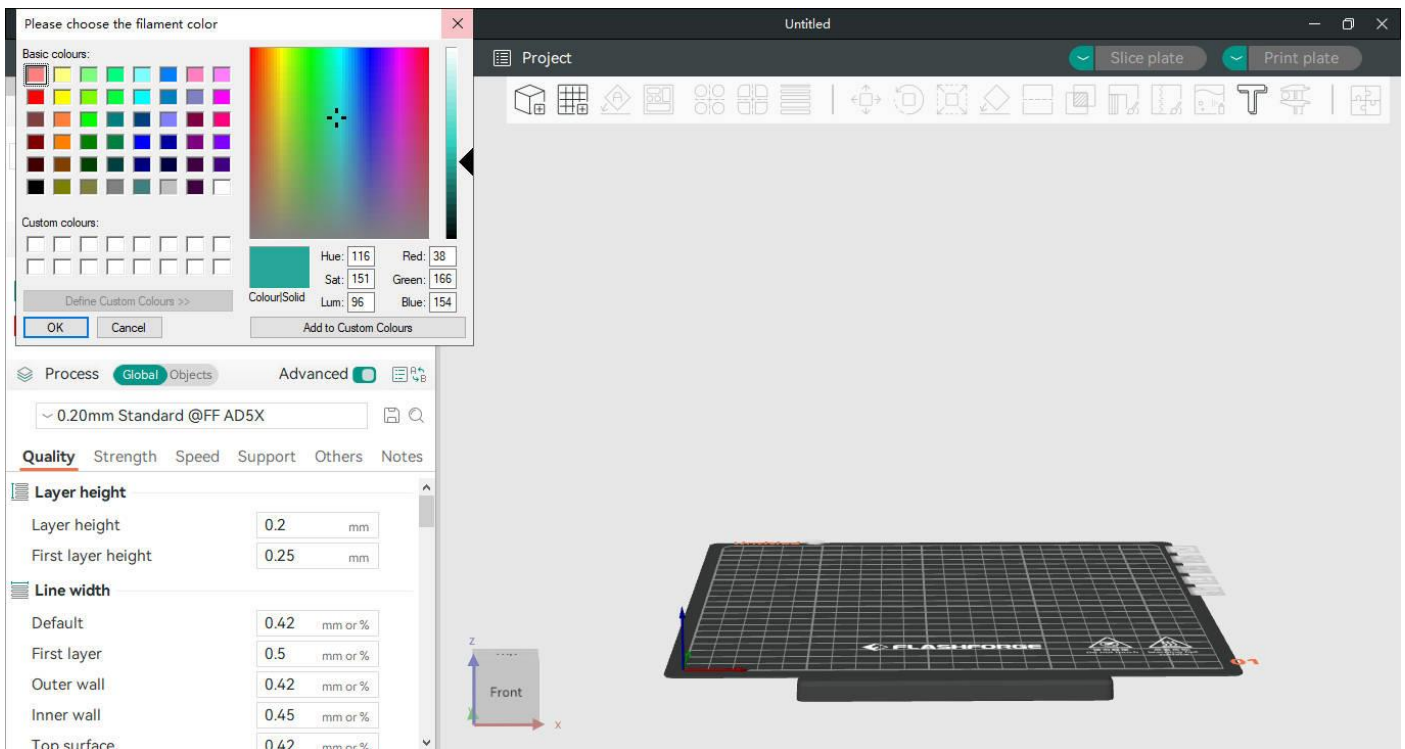 Please choose the filament color
Untitled
Basic colours:
Custom colours:
Define Custom Colours >>
OK Cancel
Hue: 116 Red: 38
Sat: 151 Green: 166
Colour|Solid Lum: 96 Blue: 154
Add to Custom Colours
Project
Slice plate Print plate
Process Global Objects Advanced
0.20mm Standard @FF AD5X
Quality Strength Speed Support Others Notes
Layer height
Layer height 0.2 mm
First layer height 0.25 mm
Line width
Default 0.42 mm or %
First layer 0.5 mm or %
Outer wall 0.42 mm or %
Inner wall 0.45 mm or %
Top surface 0.42 mm or %
Z
Front
X
FLASHFORGE
01